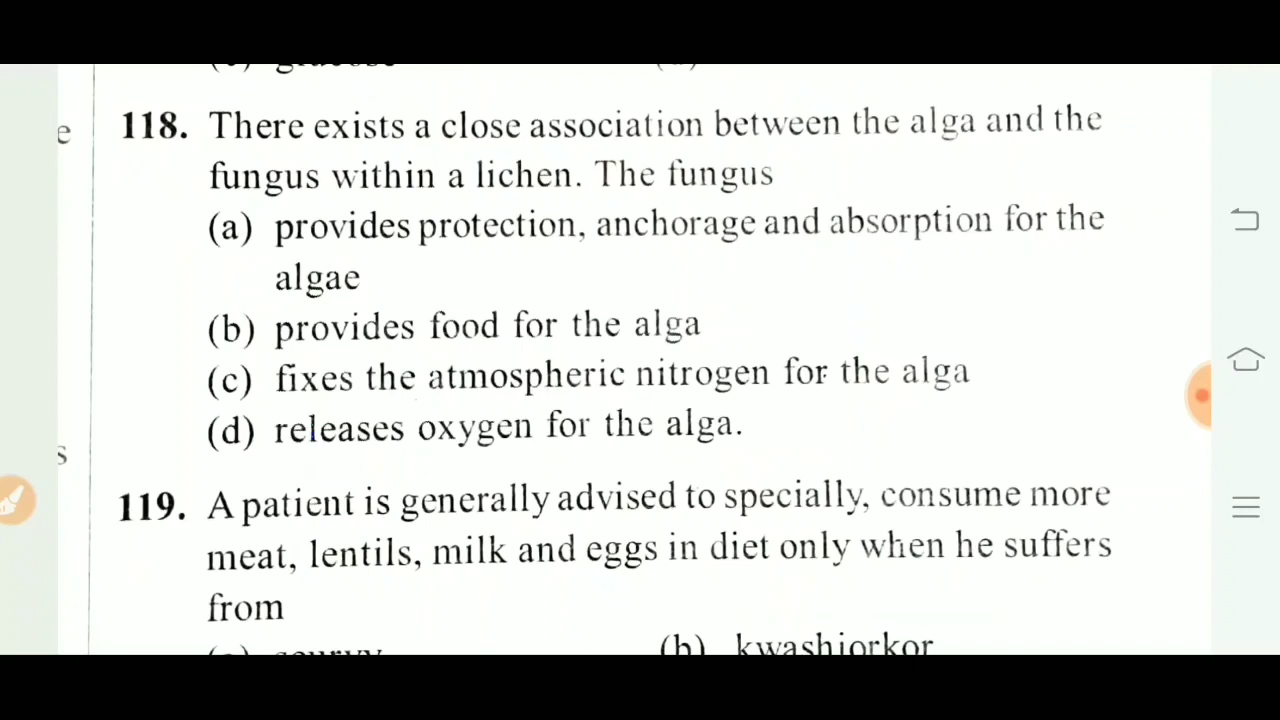 e
118. There exists a close association between the alga and the
fungus within a lichen. The fungus
(a) provides protection, anchorage and absorption for the
algae
(b) provides food for the alga
(c) fixes the atmospheric nitrogen for the alga
(d) releases oxygen for the alga.
s
119. A patient is generally advised to specially, consume more
meat, lentils, milk and eggs in diet only when he suffers
from
(b) kwashiorkor